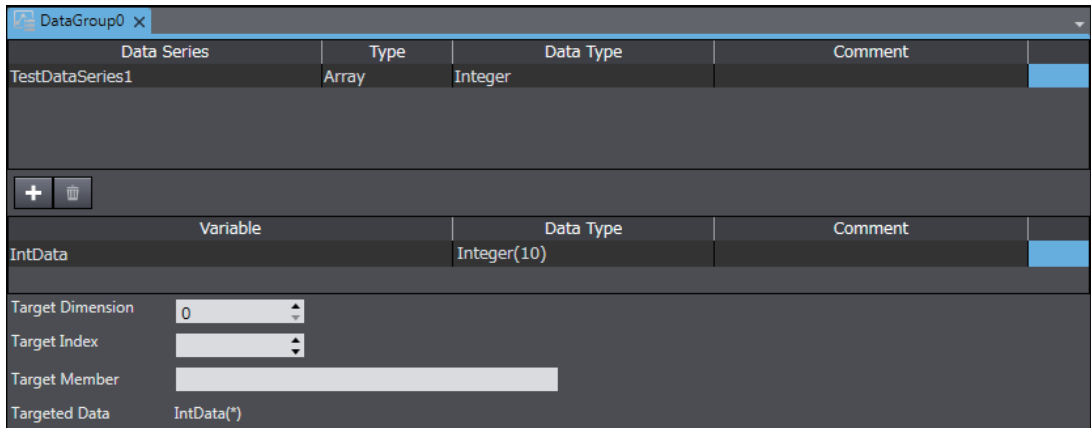 DataGroup0
Data Series Type Data Type Comment
TestDataSeries1 Array Integer
Variable Data Type Comment
IntData Integer(10)
Target Dimension 0
Target Index
Target Member
Targeted Data IntData(*)